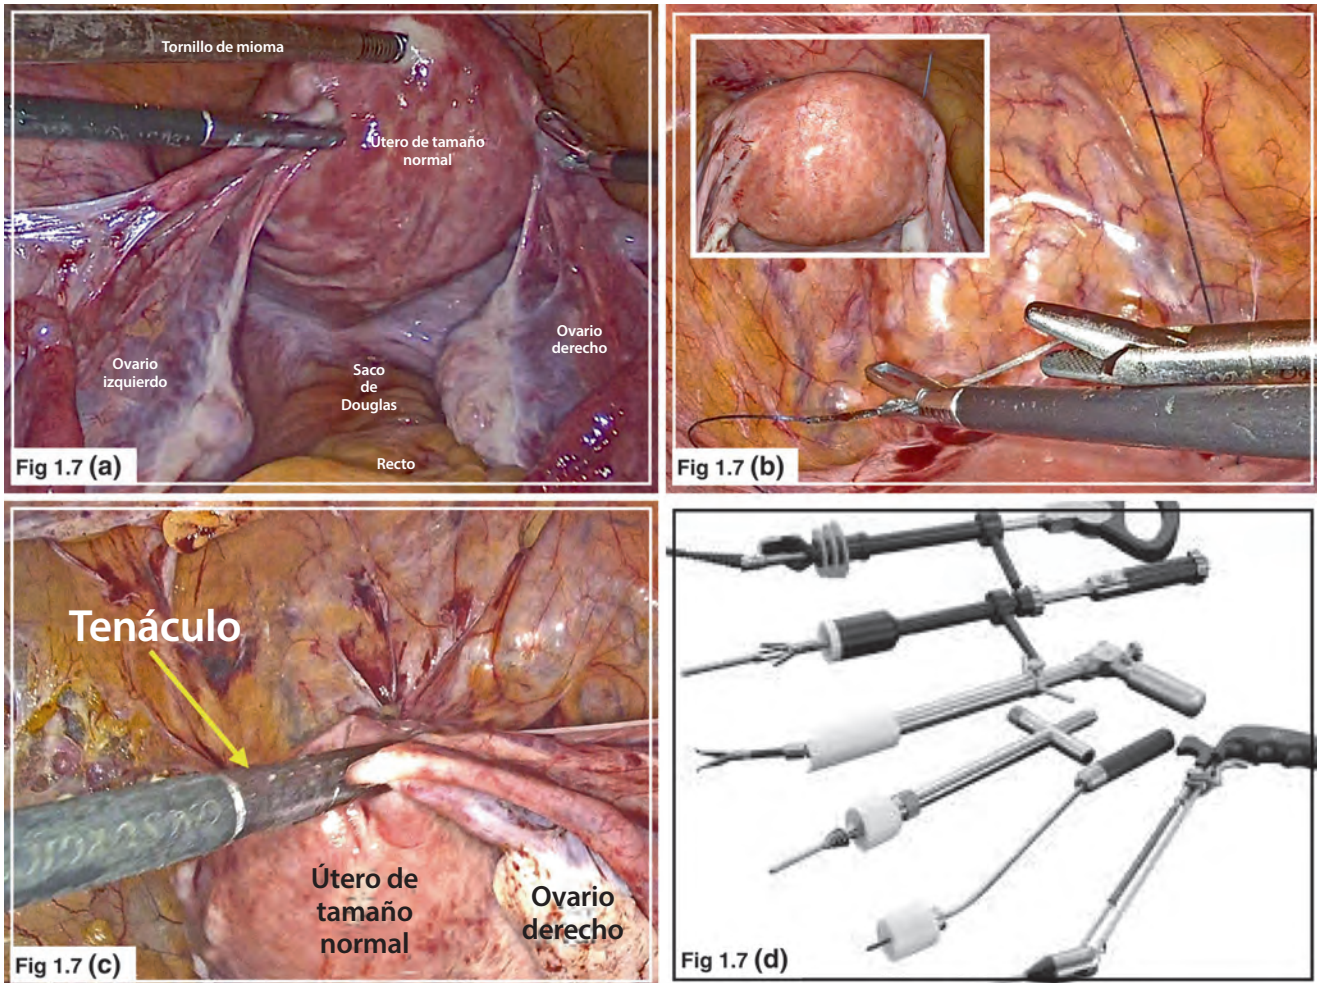 Tornillo de mioma
Útero de tamaño
normal
Ovario
izquierdo
Saco
de
Douglas
Ovario
derecho
Recto
Fig 1.7 (a)
Fig 1.7 (b)
Tenáculo
Útero de
tamaño
normal
Ovario
derecho
Fig 1.7 (c)
Fig 1.7 (d)